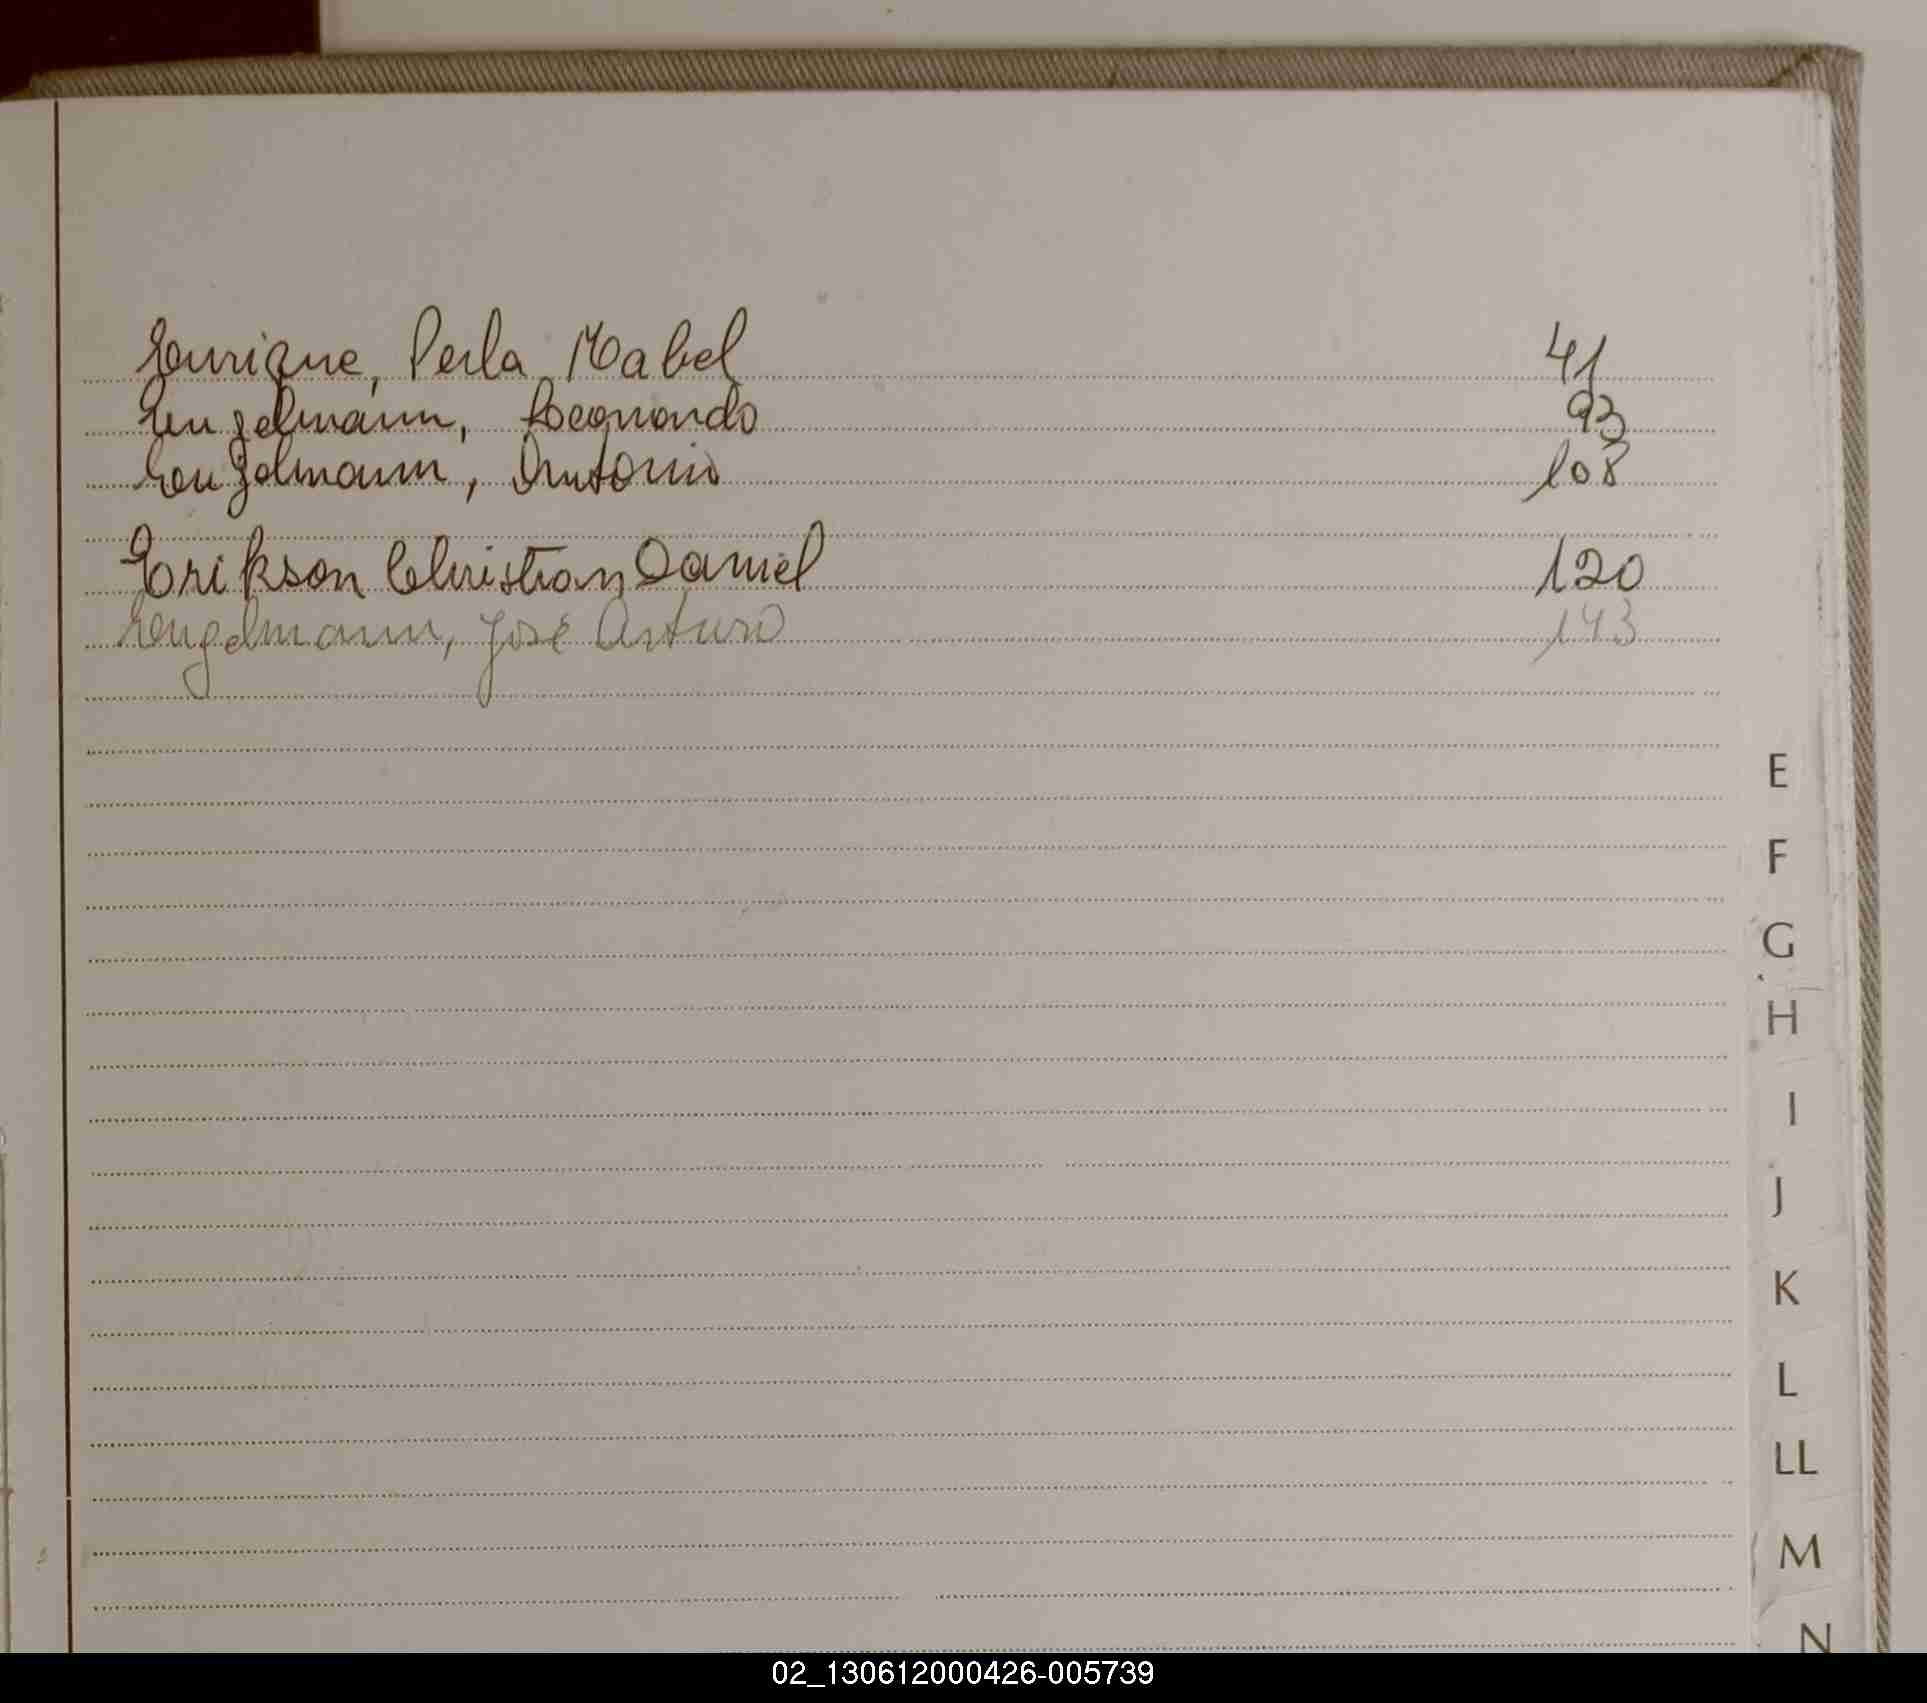 Enrique, Perla Mabel 41
Engelmann, Leonardo 93
Engelmann, Antonio 108
Erikson Christian Daniel 120
Engelmann, José Arturo 143
E
F
G
H
I
J
K
L
LL
M
N
02_130612000426-005739